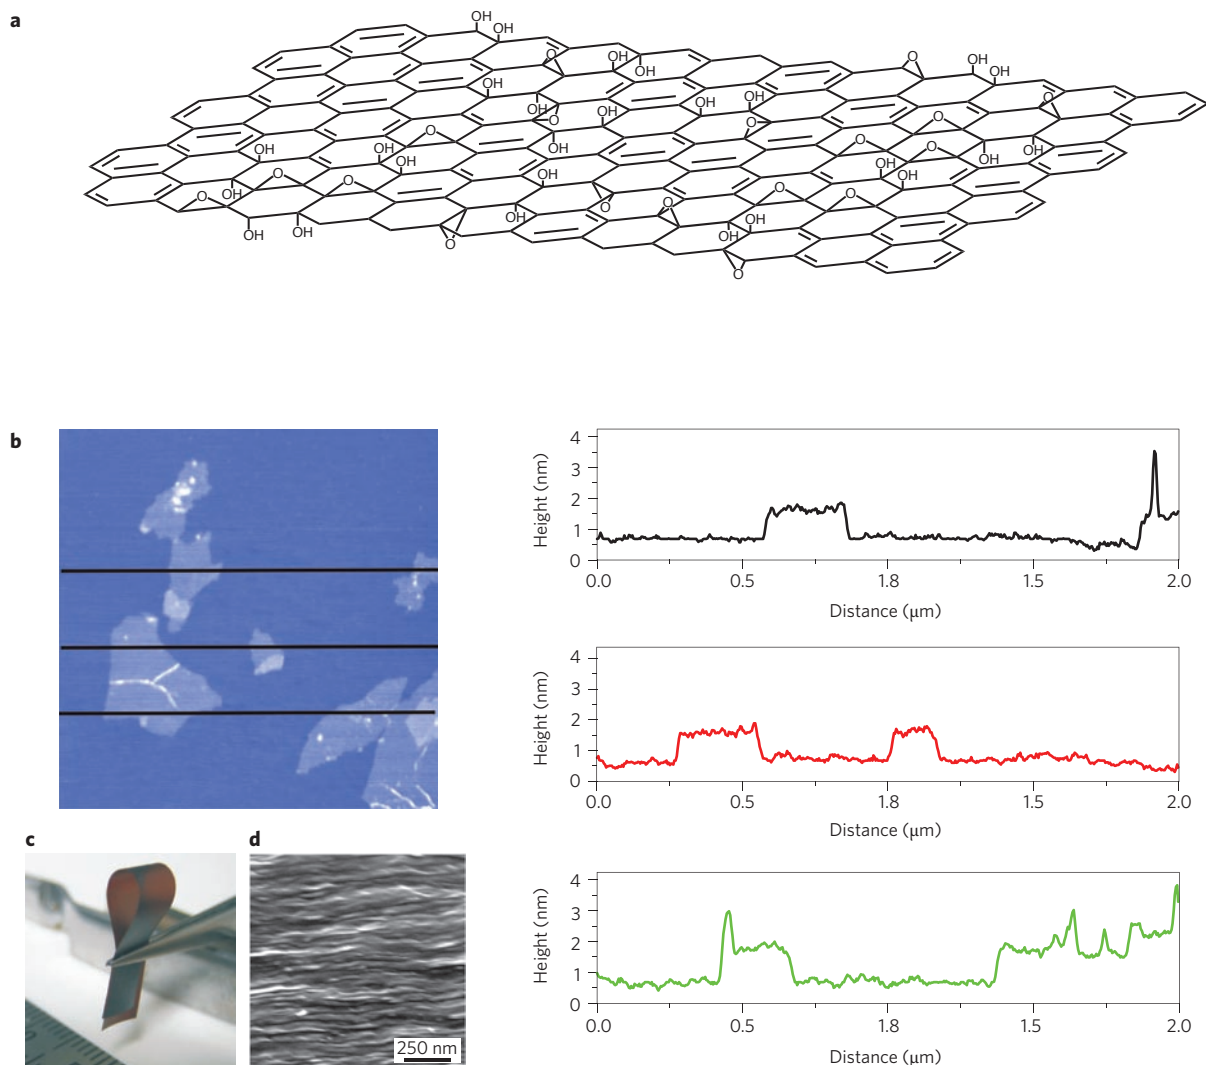 a
OH
OH
O OH O OH
OH OH
OH
OH O
OH OH OH
O O O
O
OH OH OH O O OH
OH OH OH
O O OH OH
O OH O O
O O OH OH
OH OH O OH
O
b
4
3
2
1
0
Height (nm)
0.0 0.5 1.8 1.5 2.0
Distance (µm)
4
3
2
1
0
Height (nm)
0.0 0.5 1.8 1.5 2.0
Distance (µm)
c d
250 nm
4
3
2
1
0
Height (nm)
0.0 0.5 1.8 1.5 2.0
Distance (µm)